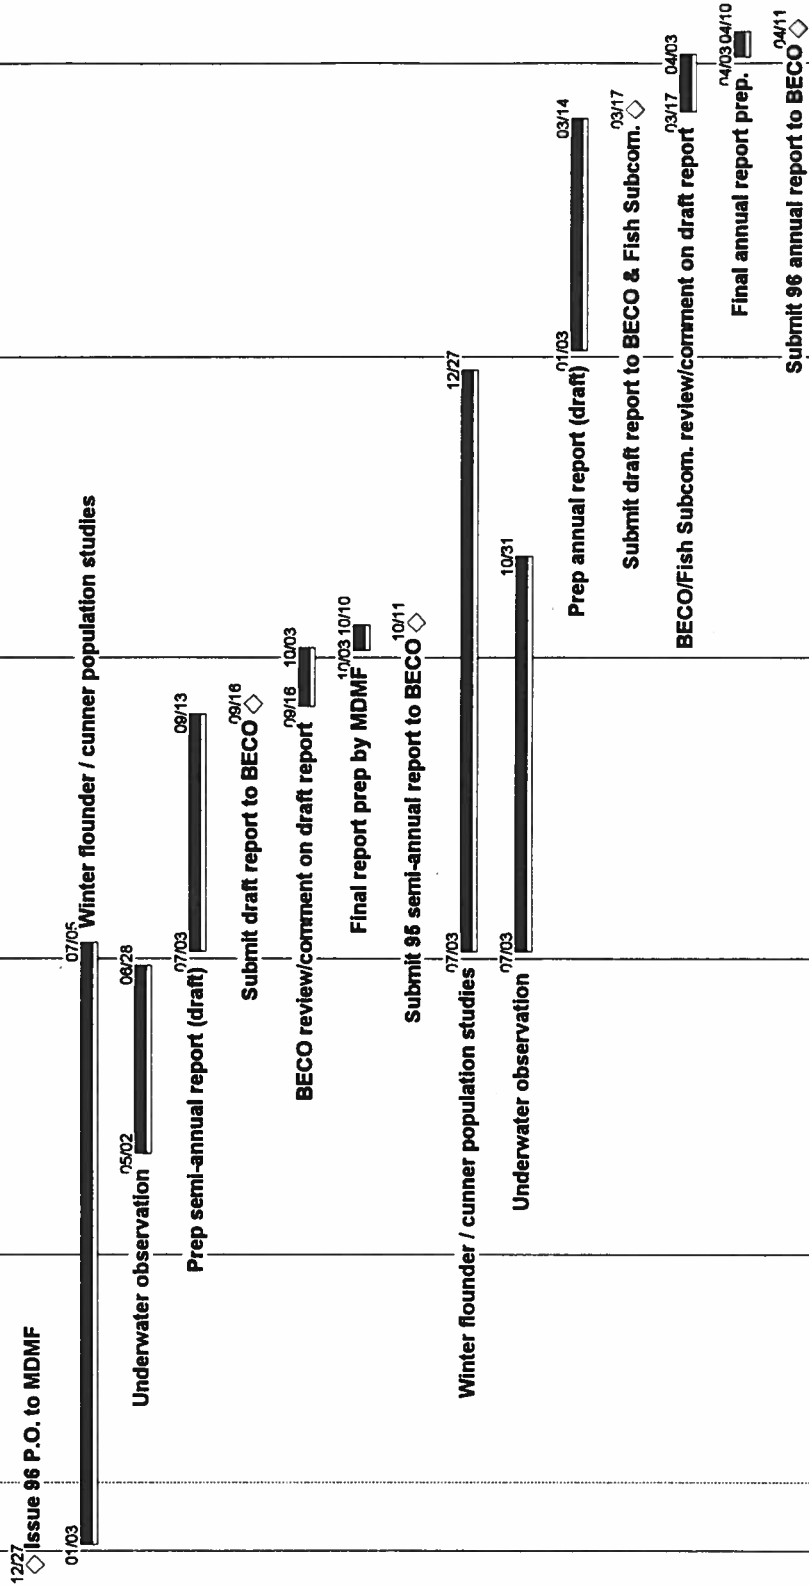 12/27
Issue 96 P.O. to MDMF
01/03 07/05
Winter flounder / cunner population studies
05/02 06/28
Underwater observation
07/03 09/13
Prep semi-annual report (draft)
09/16
Submit draft report to BECO
09/16 10/03
BECO review/comment on draft report
10/03 10/10
Final report prep by MDMF
10/11
Submit 96 semi-annual report to BECO
07/03 12/27
Winter flounder / cunner population studies
07/03 10/31
Underwater observation
01/03 03/14
Prep annual report (draft)
03/17
Submit draft report to BECO & Fish Subcom.
03/17 04/03
BECO/Fish Subcom. review/comment on draft report
04/03 04/10
Final annual report prep.
04/11
Submit 96 annual report to BECO